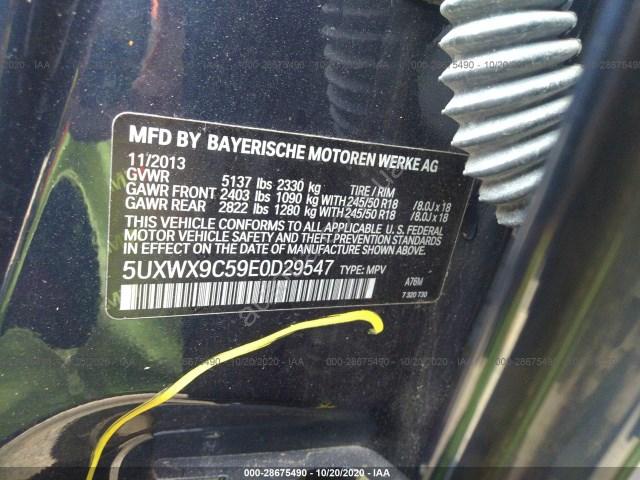 MFD BY BAYERISCHE MOTOREN WERKE AG
11/2013
GVWR 5137 lbs 2330 kg TIRE / RIM
GAWR FRONT 2403 lbs 1090 kg WITH 245/50 R18 / 8.0J x 18
GAWR REAR 2822 lbs 1280 kg WITH 245/50 R18 / 8.0J x 18
THIS VEHICLE CONFORMS TO ALL APPLICABLE U.S. FEDERAL
MOTOR VEHICLE SAFETY, BUMPER, AND THEFT PREVENTION STANDARDS
IN EFFECT ON THE DATE OF MANUFACTURE SHOWN ABOVE.
5UXWX9C59E0D29547 TYPE: MPV
A76M
7 320 730
000-28675490 - 10/20/2020 - IAA